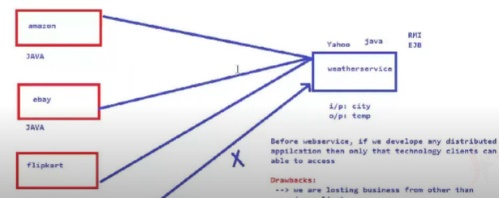 amazon
JAVA
ebay
JAVA
flipkart
Yahoo java RMI
EJB
weatherservice
i/p: city
o/p: temp
X
Before webservice, if we develope any distributed
application then only that technology clients can
able to access
Drawbacks:
--> we are losting business from other than